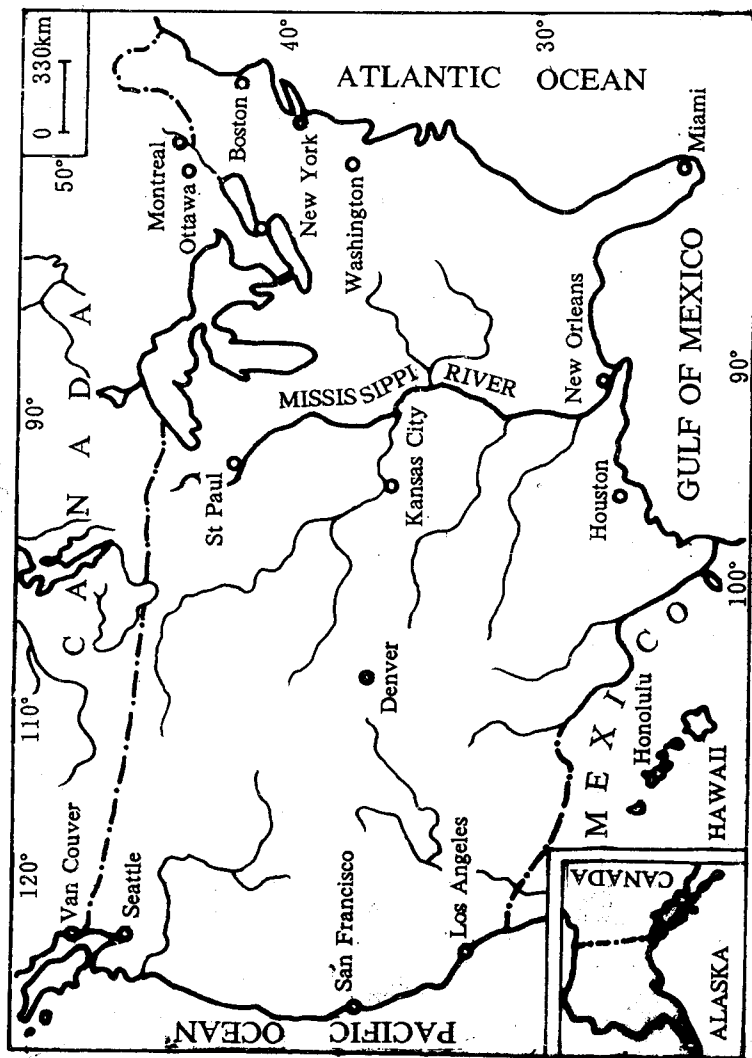 120°
110°
90°
50°
0 330km
Van Couver
Seattle
C A N A D A
St Paul
Montreal
Ottawa
Boston
40°
New York
Washington
PACIFIC
OCEAN
San Francisco
Los Angeles
Denver
Kansas City
MISSISSIPPI RIVER
ATLANTIC OCEAN
30°
MEXICO
Houston
New Orleans
Miami
GULF OF MEXICO
Honolulu
HAWAII
100°
90°
ALASKA
CANADA